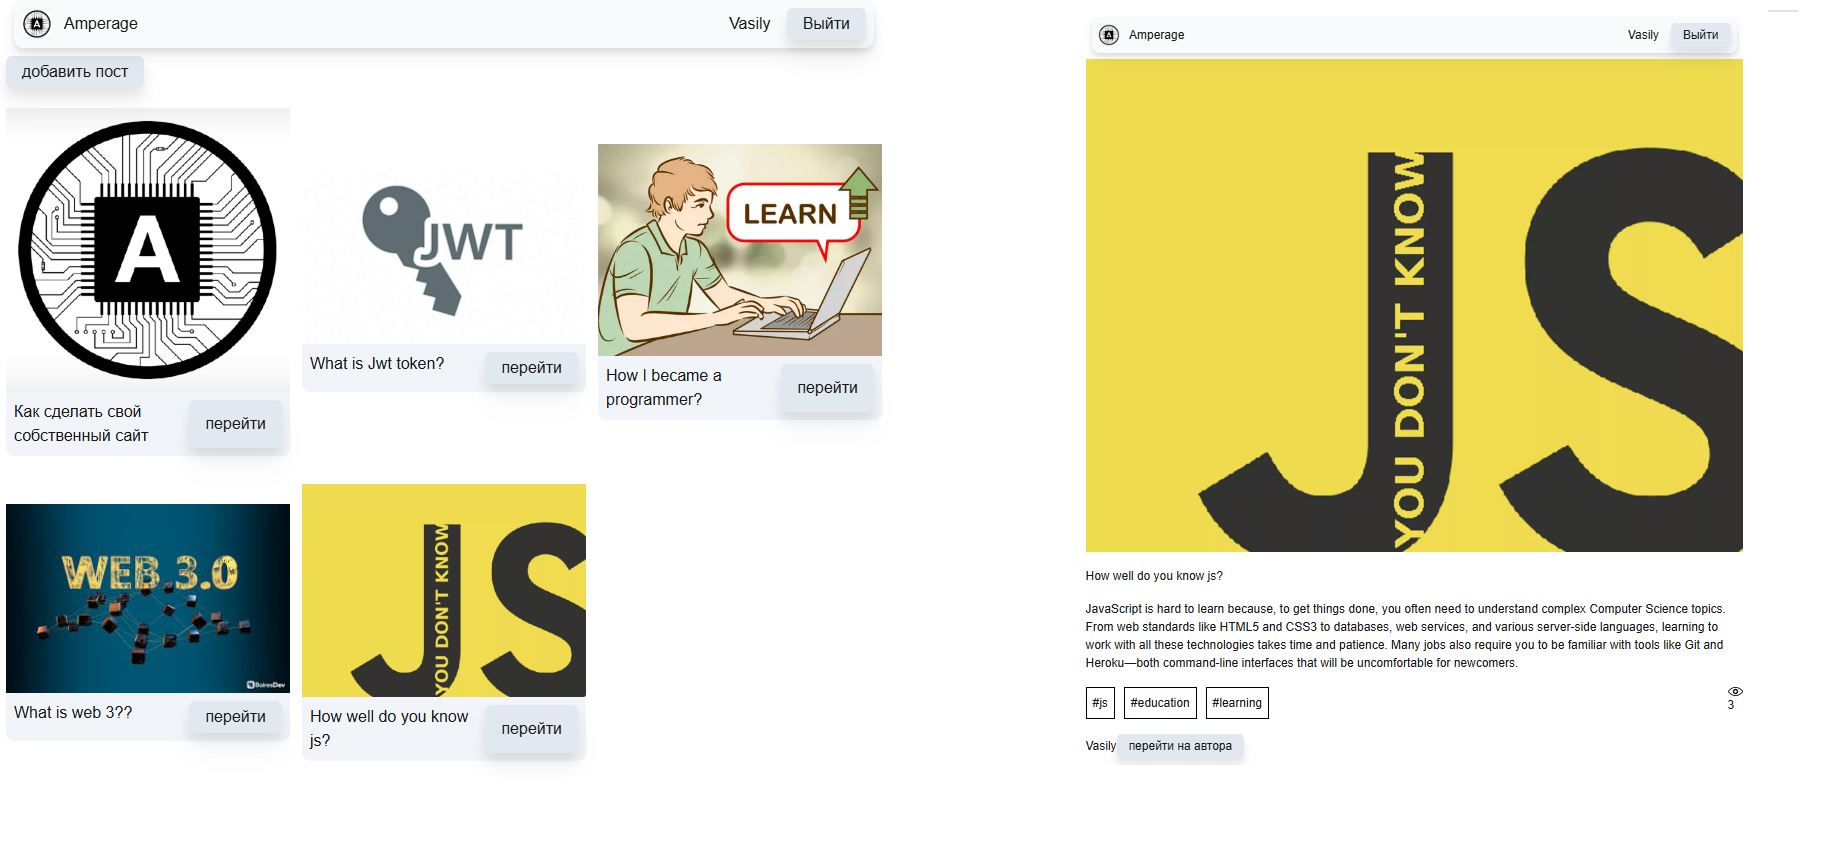 Amperage
Vasily
Выйти
добавить пост
A
Как сделать свой
собственный сайт
перейти
JWT
What is Jwt token?
перейти
LEARN
How I became a
programmer?
перейти
WEB 3.0
BairesDev
What is web 3??
перейти
YOU DON'T KNOW
JS
How well do you know
js?
перейти
A
Amperage
Vasily
Выйти
YOU DON'T KNOW
JS
How well do you know js?
JavaScript is hard to learn because, to get things done, you often need to understand complex Computer Science topics.
From web standards like HTML5 and CSS3 to databases, web services, and various server-side languages, learning to
work with all these technologies takes time and patience. Many jobs also require you to be familiar with tools like Git and
Heroku—both command-line interfaces that will be uncomfortable for newcomers.
#js
#education
#learning
3
Vasily
перейти на автора